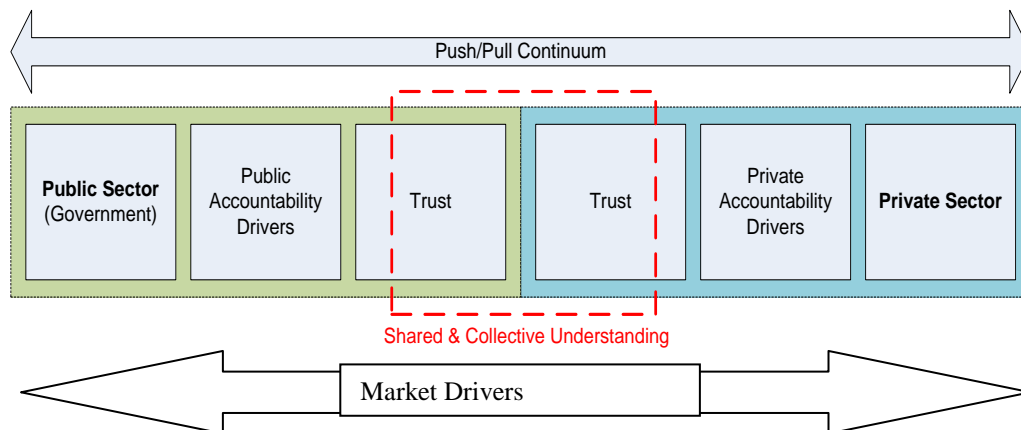 Push/Pull Continuum
Public Sector
(Government)
Public
Accountability
Drivers
Trust
Trust
Private
Accountability
Drivers
Private Sector
Shared & Collective Understanding
Market Drivers